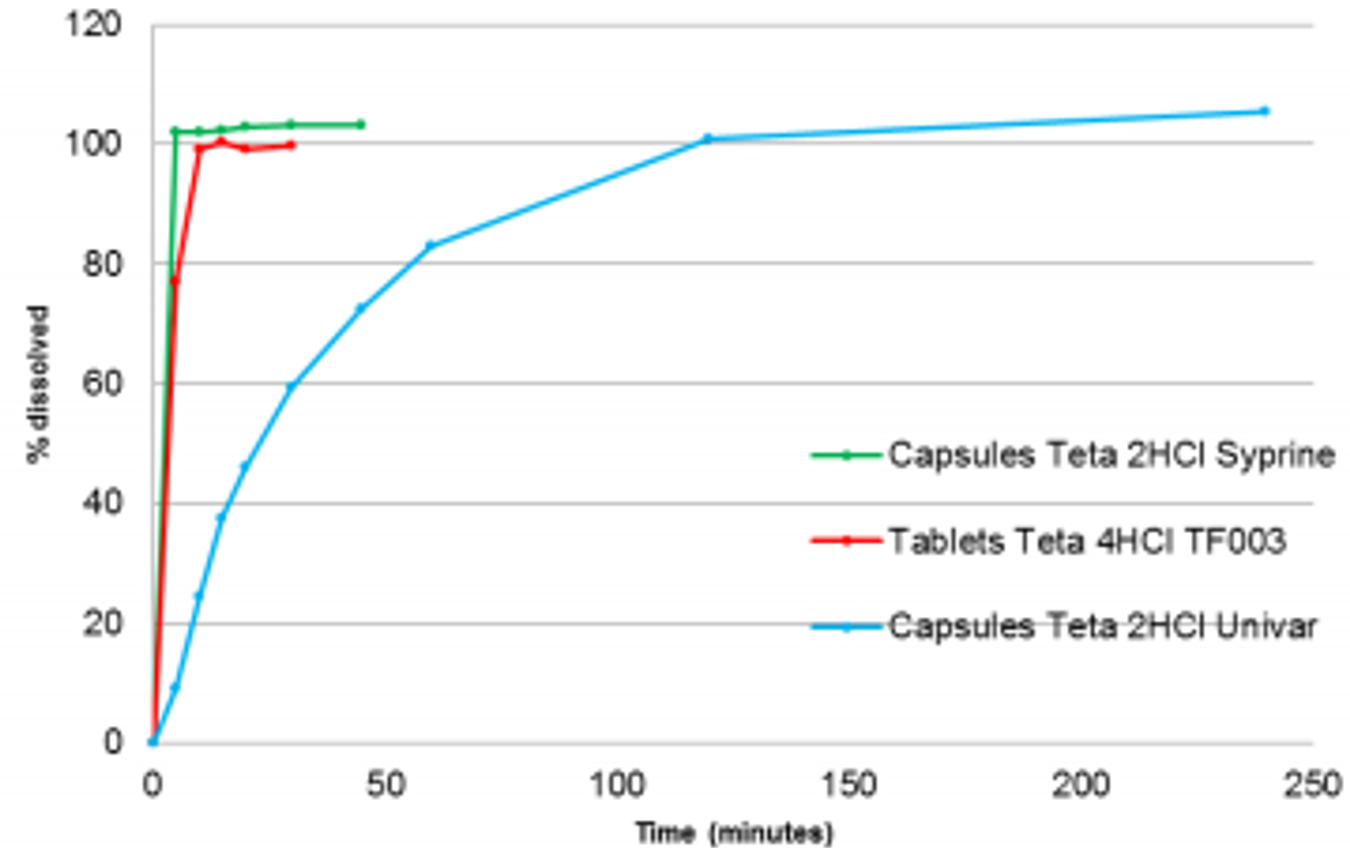 120
100
80
60
40
20
0
% dissolved
Capsules Teta 2HCl Syprine
Tablets Teta 4HCl TF003
Capsules Teta 2HCl Univar
0 50 100 150 200 250
Time (minutes)